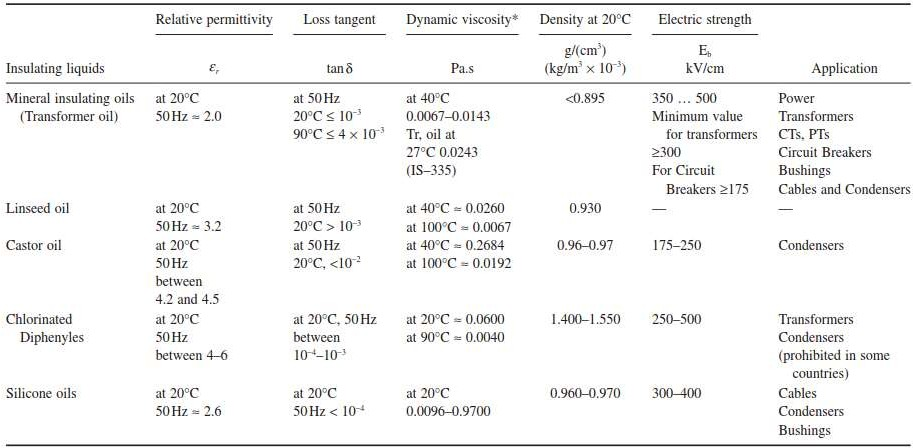 Relative permittivity Loss tangent Dynamic viscosity* Density at 20°C Electric strength
g/(cm³) E_b
Insulating liquids ε_r tan δ Pa.s (kg/m³ × 10⁻³) kV/cm Application
Mineral insulating oils at 20°C at 50 Hz at 40°C <0.895 350 … 500 Power
(Transformer oil) 50 Hz ≈ 2.0 20°C ≤ 10⁻³ 0.0067–0.0143 Minimum value Transformers
90°C ≤ 4 × 10⁻³ Tr, oil at for transformers CTs, PTs
27°C 0.0243 ≥300 Circuit Breakers
(IS–335) For Circuit Bushings
Breakers ≥175 Cables and Condensers
Linseed oil at 20°C at 50 Hz at 40°C ≈ 0.0260 0.930 — —
50 Hz ≈ 3.2 20°C > 10⁻³ at 100°C ≈ 0.0067
Castor oil at 20°C at 50 Hz at 40°C ≈ 0.2684 0.96–0.97 175–250 Condensers
50 Hz 20°C, <10⁻² at 100°C ≈ 0.0192
between
4.2 and 4.5
Chlorinated at 20°C at 20°C, 50 Hz at 20°C ≈ 0.0600 1.400–1.550 250–500 Transformers
Diphenyles 50 Hz between at 90°C ≈ 0.0040 Condensers
between 4–6 10⁻⁴–10⁻³ (prohibited in some
countries)
Silicone oils at 20°C at 20°C at 20°C 0.960–0.970 300–400 Cables
50 Hz ≈ 2.6 50 Hz < 10⁻⁴ 0.0096–0.9700 Condensers
Bushings